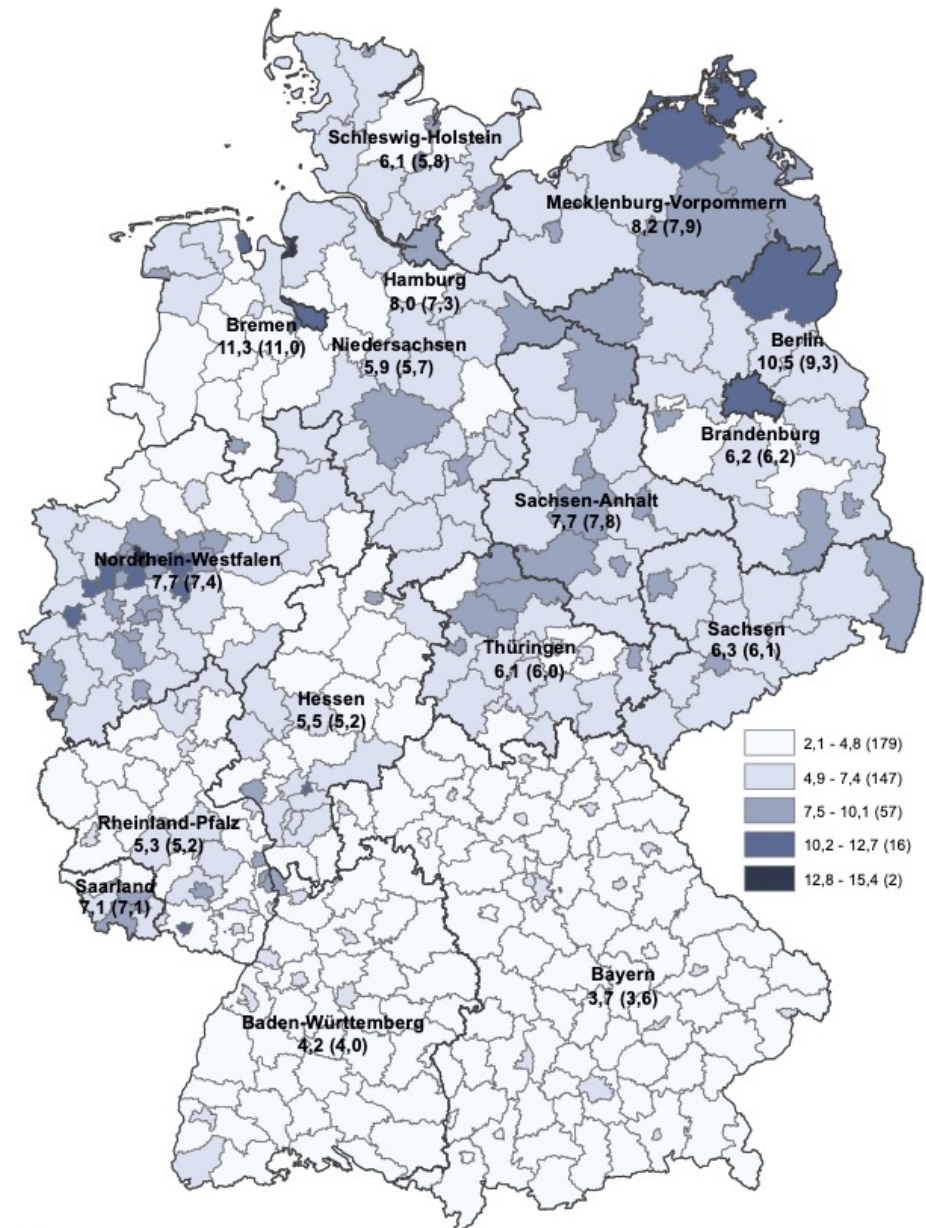 Schleswig-Holstein
6,1 (5,8)
Mecklenburg-Vorpommern
8,2 (7,9)
Hamburg
8,0 (7,3)
Bremen
11,3 (11,0)
Niedersachsen
5,9 (5,7)
Berlin
10,5 (9,3)
Brandenburg
6,2 (6,2)
Sachsen-Anhalt
7,7 (7,8)
Nordrhein-Westfalen
7,7 (7,4)
Sachsen
6,3 (6,1)
Thüringen
6,1 (6,0)
Hessen
5,5 (5,2)
2,1 - 4,8 (179)
4,9 - 7,4 (147)
7,5 - 10,1 (57)
10,2 - 12,7 (16)
12,8 - 15,4 (2)
Rheinland-Pfalz
5,3 (5,2)
Saarland
7,1 (7,1)
Bayern
3,7 (3,6)
Baden-Württemberg
4,2 (4,0)